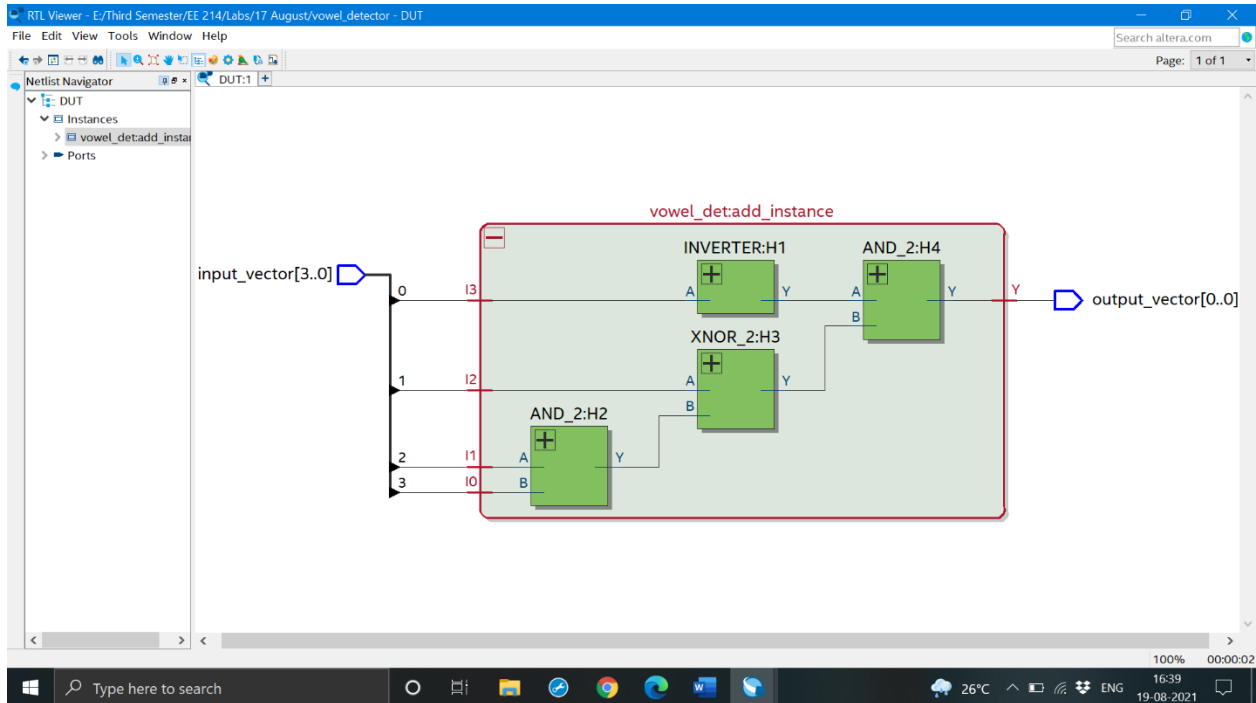 RTL Viewer - E:/Third Semester/EE 214/Labs/17 August/vowel_detector - DUT
File Edit View Tools Window Help
Search altera.com
Page: 1 of 1
Netlist Navigator
DUT:1
DUT
Instances
vowel_det:add_instar
Ports
vowel_det:add_instance
INVERTER:H1
AND_2:H4
input_vector[3..0]
0 I3 A Y A Y Y
output_vector[0..0]
B
XNOR_2:H3
1 I2 A Y
B
AND_2:H2
2 I1 A Y
3 I0 B
100% 00:00:02
Type here to search
26°C ENG
16:39
19-08-2021